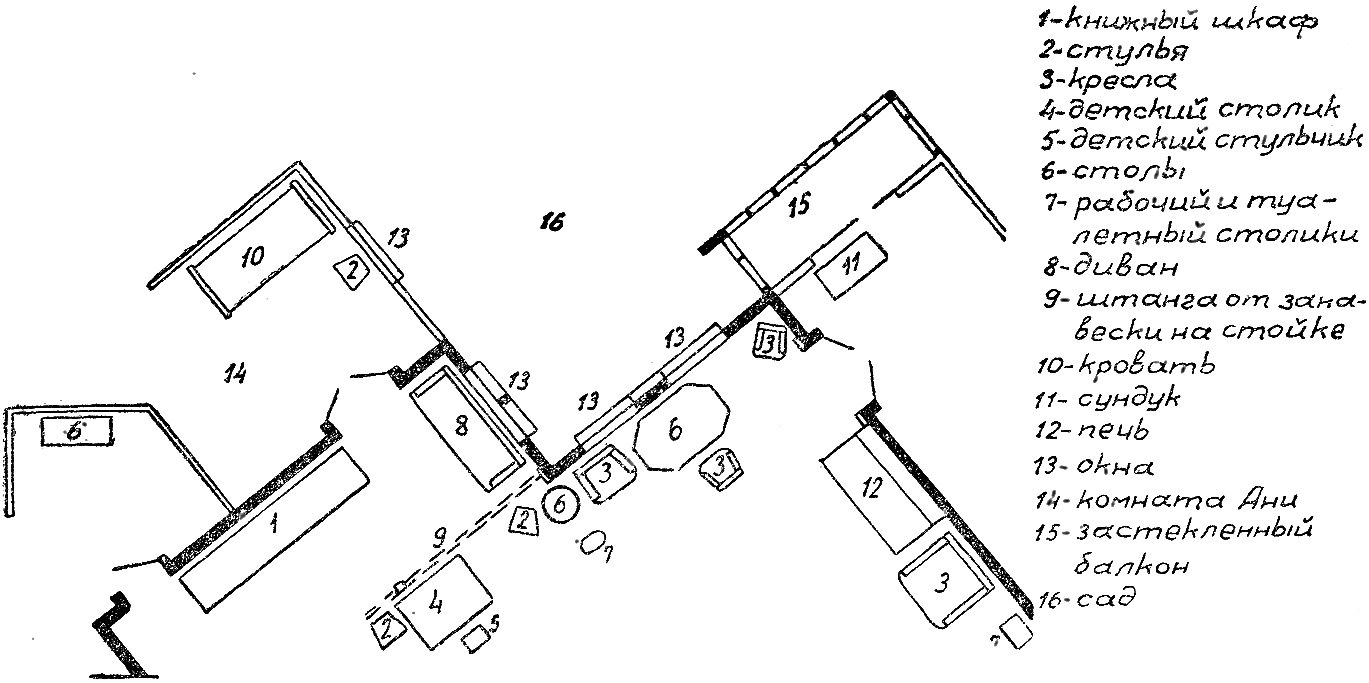 1-книжный шкаф
2-стулья
3-кресла
4-детский столик
5-детский стульчик
6-столы
7-рабочий и туа-
летный столики
8-диван
9-штанга от зана-
вески на стойке
10-кровать
11-сундук
12-печь
13-окна
14-комната Ани
15-застекленный
балкон
16-сад
15
16
13
10
2
11
13
3
14
13
13
6
8
6
3
3
12
1
2
6
9
7
4
3
2
5
7